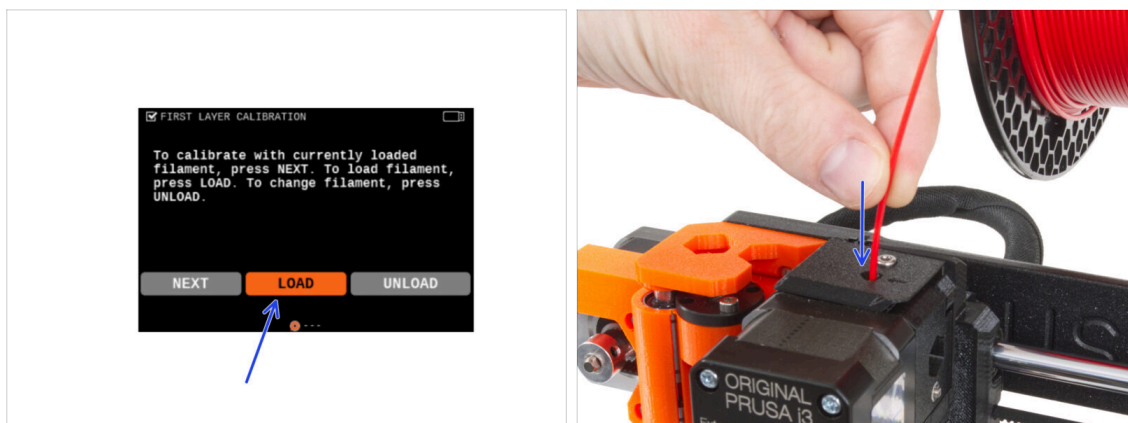 FIRST LAYER CALIBRATION
To calibrate with currently loaded
filament, press NEXT. To load filament,
press LOAD. To change filament, press
UNLOAD.
NEXT
LOAD
UNLOAD
ORIGINAL
PRUSA i3